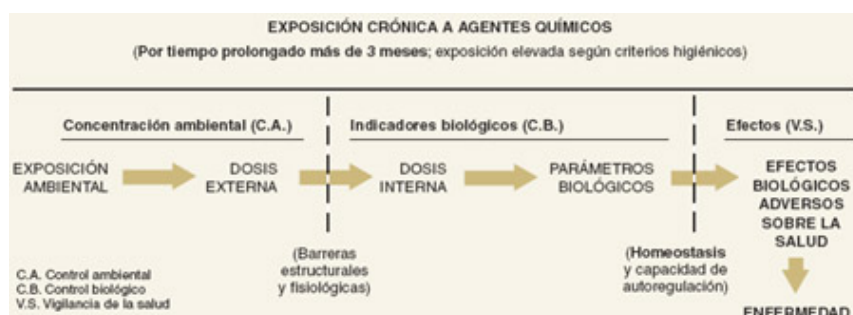 EXPOSICIÓN CRÓNICA A AGENTES QUÍMICOS
(Por tiempo prolongado más de 3 meses; exposición elevada según criterios higiénicos)
Concentración ambiental (C.A.)
Indicadores biológicos (C.B.)
Efectos (V.S.)
EXPOSICIÓN
AMBIENTAL
DOSIS
EXTERNA
DOSIS
INTERNA
PARÁMETROS
BIOLÓGICOS
EFECTOS
BIOLÓGICOS
ADVERSOS
SOBRE LA
SALUD
(Barreras
estructurales
y fisiológicas)
(Homeostasis
y capacidad de
autoregulación)
C.A. Control ambiental
C.B. Control biológico
V.S. Vigilancia de la salud
ENFERMEDAD